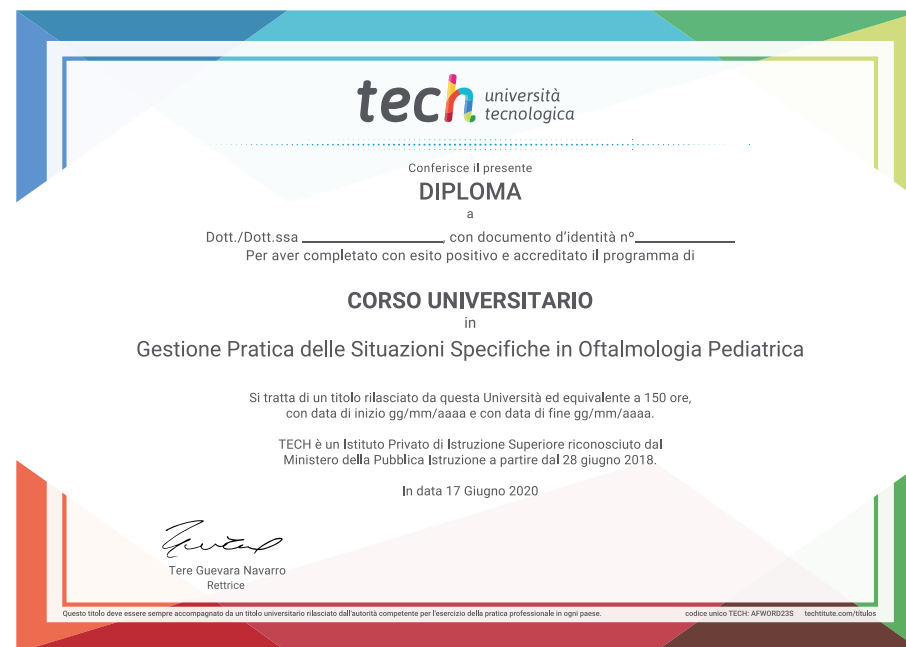 tech università
tecnologica
Conferisce il presente
DIPLOMA
a
Dott./Dott.ssa _________________, con documento d'identità nº____________
Per aver completato con esito positivo e accreditato il programma di
CORSO UNIVERSITARIO
in
Gestione Pratica delle Situazioni Specifiche in Oftalmologia Pediatrica
Si tratta di un titolo rilasciato da questa Università ed equivalente a 150 ore,
con data di inizio gg/mm/aaaa e con data di fine gg/mm/aaaa.
TECH è un Istituto Privato di Istruzione Superiore riconosciuto dal
Ministero della Pubblica Istruzione a partire dal 28 giugno 2018.
In data 17 Giugno 2020
Tere Guevara Navarro
Rettrice
Questo titolo deve essere sempre accompagnato da un titolo universitario rilasciato dall'autorità competente per l'esercizio della pratica professionale in ogni paese. codice unico TECH: AFWORD23S techtitute.com/títulos